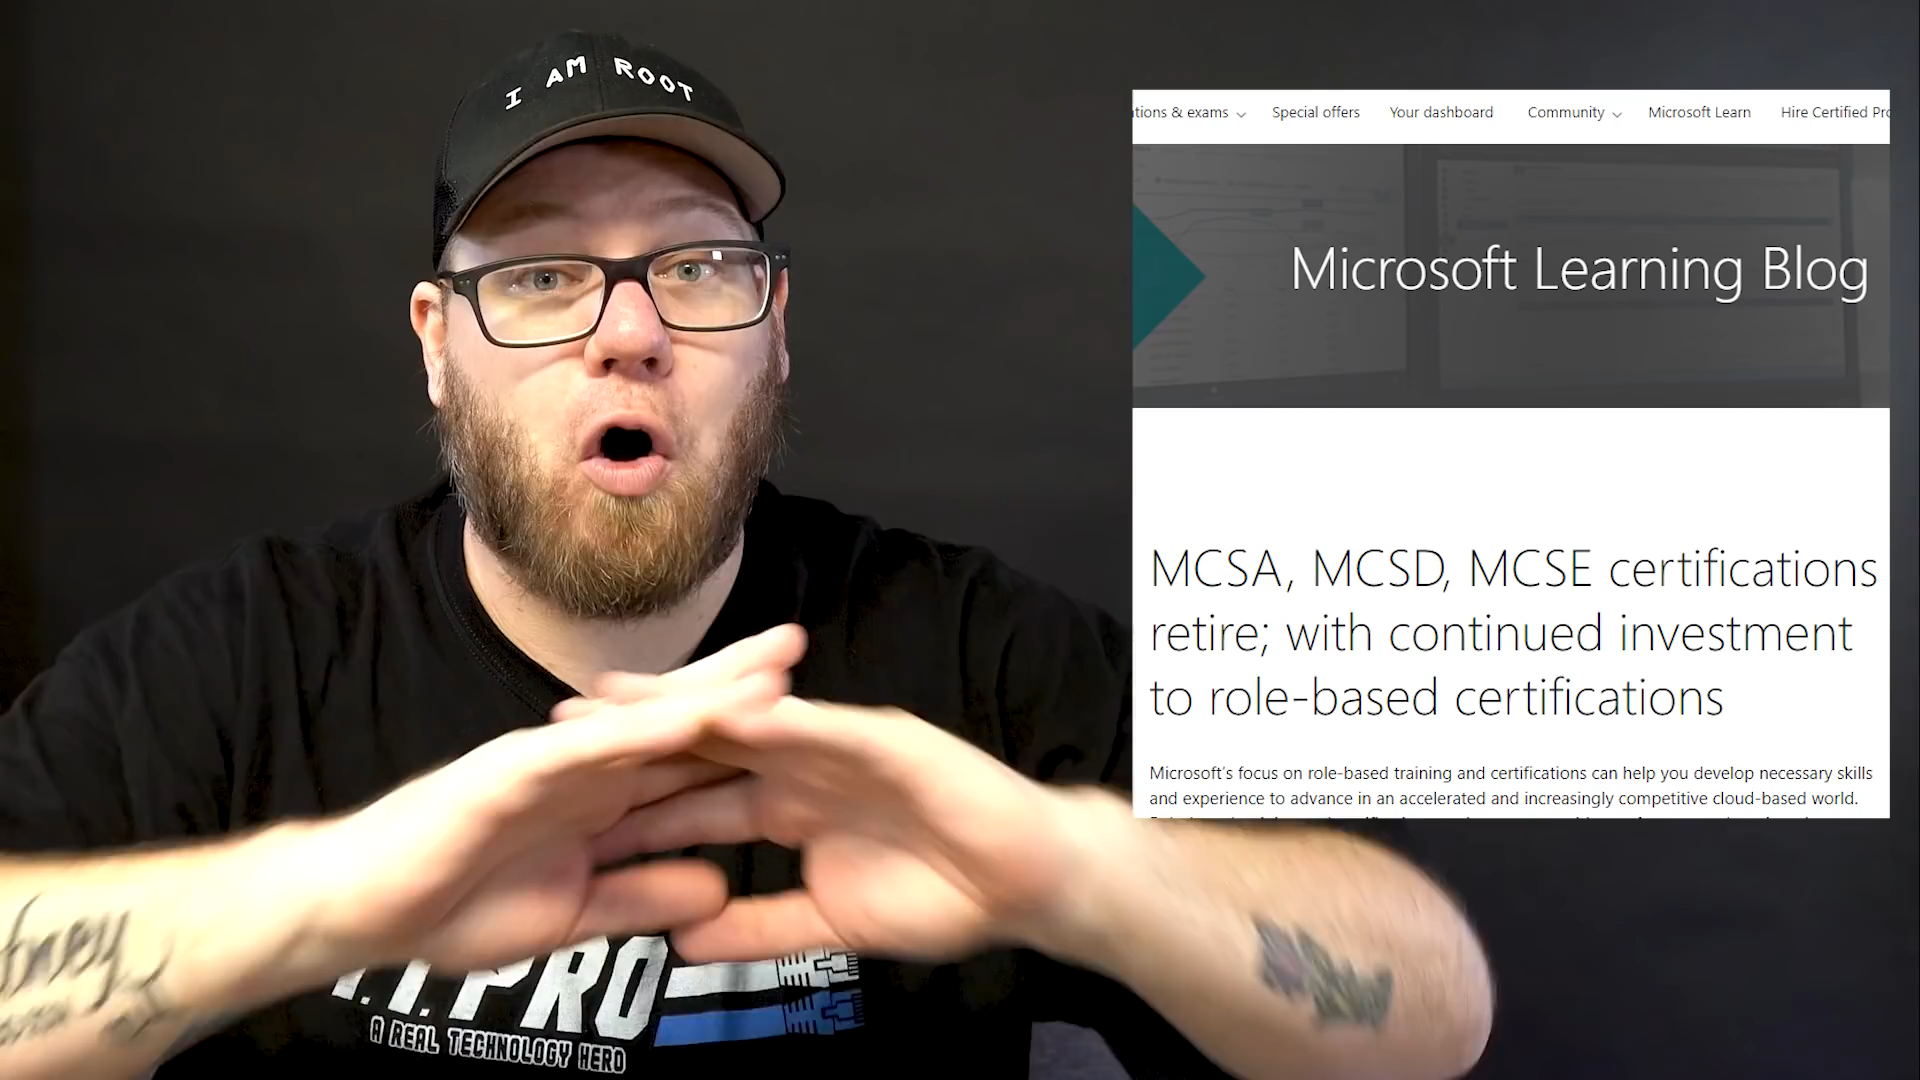 I AM ROOT
& exams
Special offers
Your dashboard
Community
Microsoft Learn
Hire Certified
Microsoft Learning Blog
MCSA, MCSD, MCSE certifications
retire; with continued investment
to role-based certifications
Microsoft’s focus on role-based training and certifications can help you develop necessary skills
and experience to advance in an accelerated and increasingly competitive cloud-based world.
I.T. PRO
A REAL TECHNOLOGY HERO